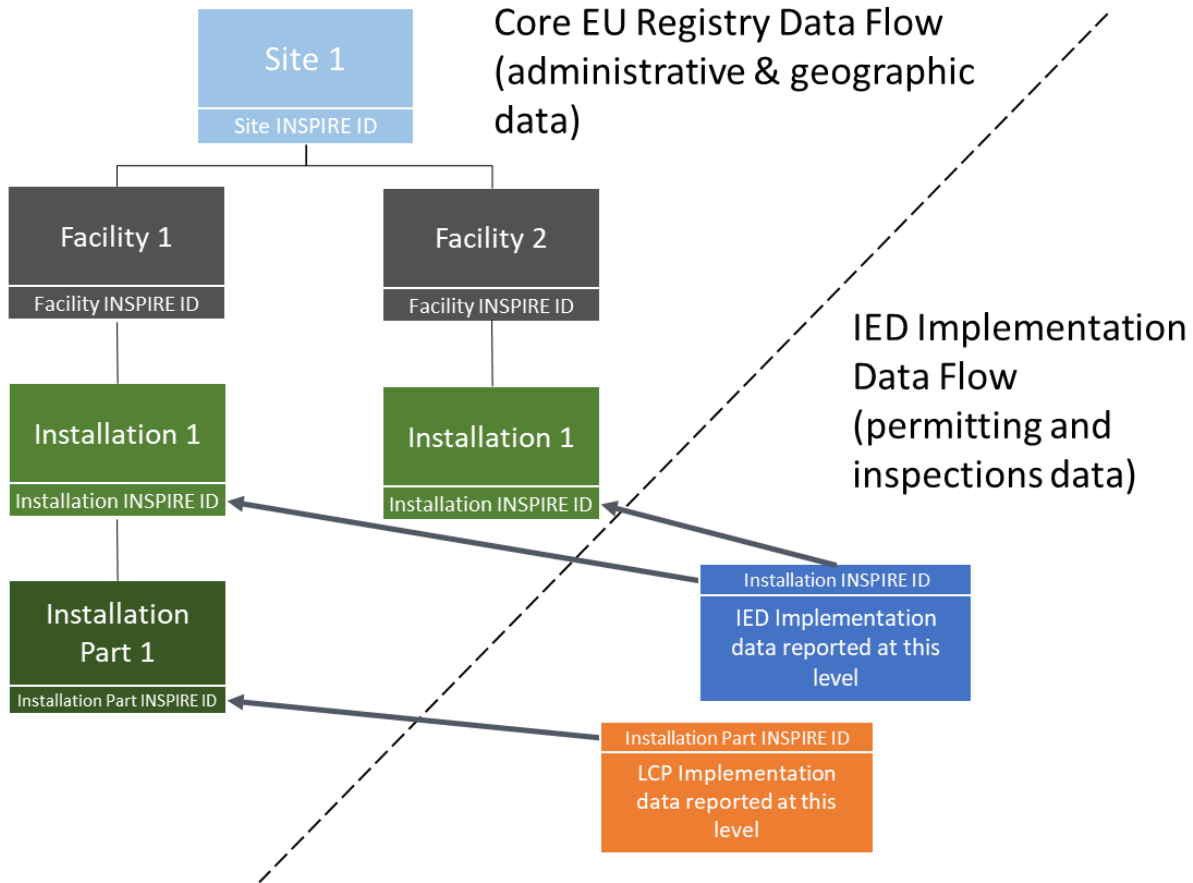 Core EU Registry Data Flow
(administrative & geographic
data)
Site 1
Site INSPIRE ID
Facility 1
Facility INSPIRE ID
Facility 2
Facility INSPIRE ID
IED Implementation
Data Flow
(permitting and
inspections data)
Installation 1
Installation INSPIRE ID
Installation 1
Installation INSPIRE ID
Installation
Part 1
Installation Part INSPIRE ID
Installation INSPIRE ID
IED Implementation
data reported at this
level
Installation Part INSPIRE ID
LCP Implementation
data reported at this
level